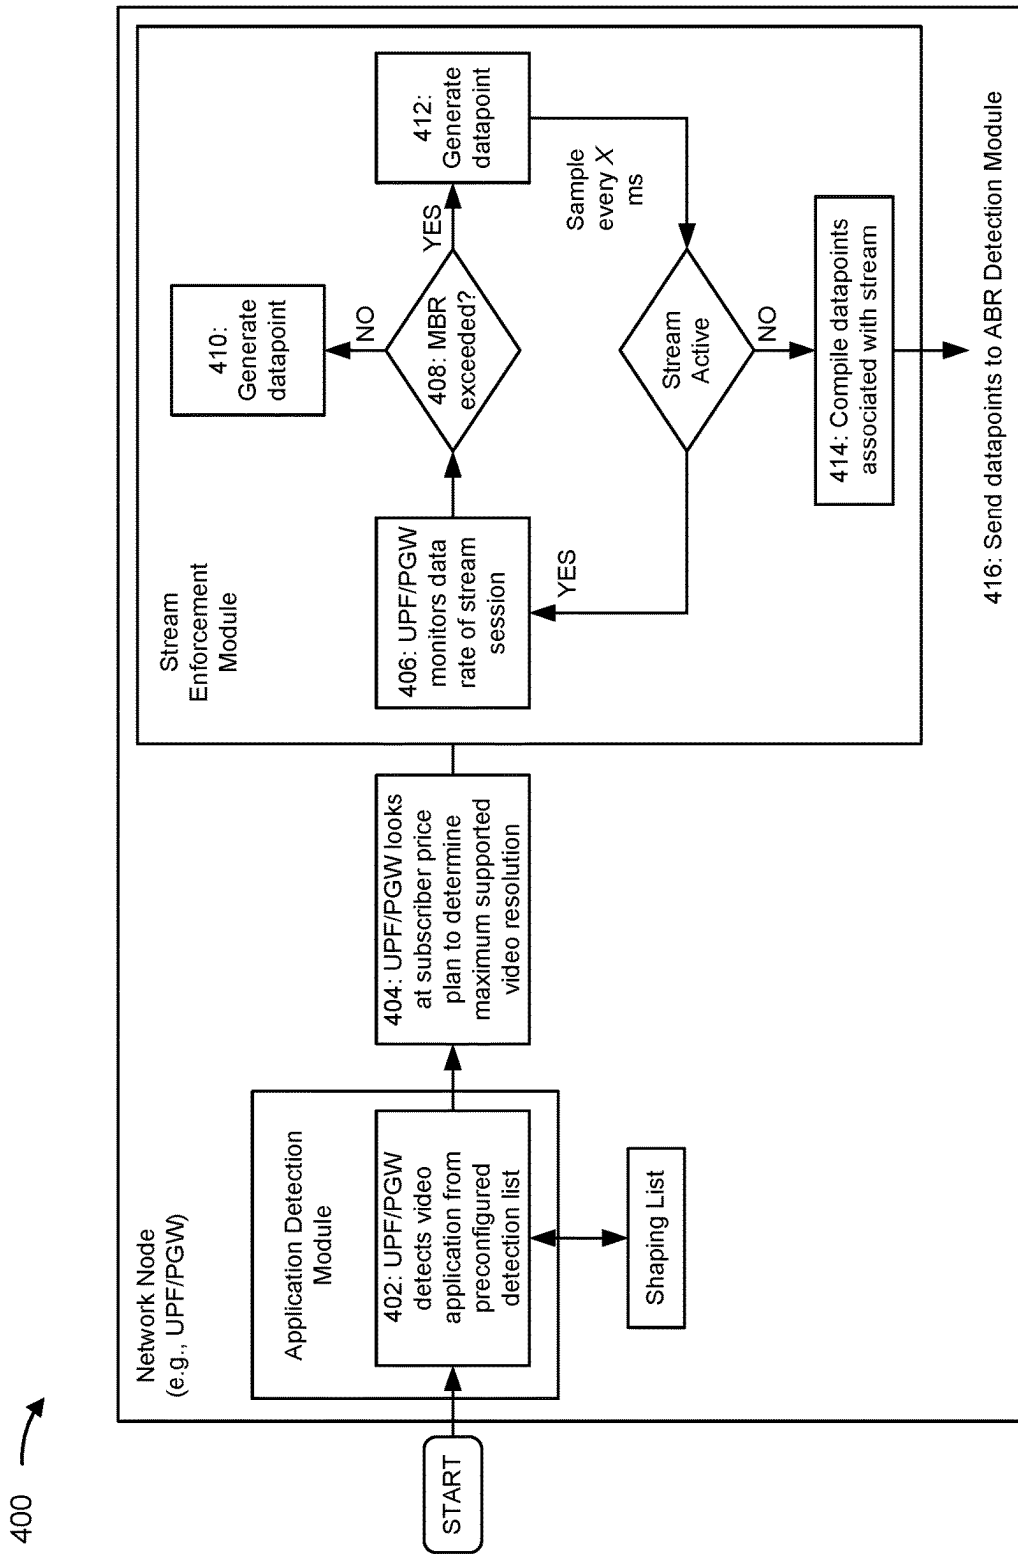 400
Network Node
(e.g., UPF/PGW)
START
Application Detection
Module
402: UPF/PGW
detects video
application from
preconfigured
detection list
Shaping List
404: UPF/PGW looks
at subscriber price
plan to determine
maximum supported
video resolution
Stream
Enforcement
Module
406: UPF/PGW
monitors data
rate of stream
session
408: MBR
exceeded?
NO
410:
Generate
datapoint
YES
412:
Generate
datapoint
Sample
every X
ms
Stream
Active
YES
NO
414: Compile datapoints
associated with stream
416: Send datapoints to ABR Detection Module